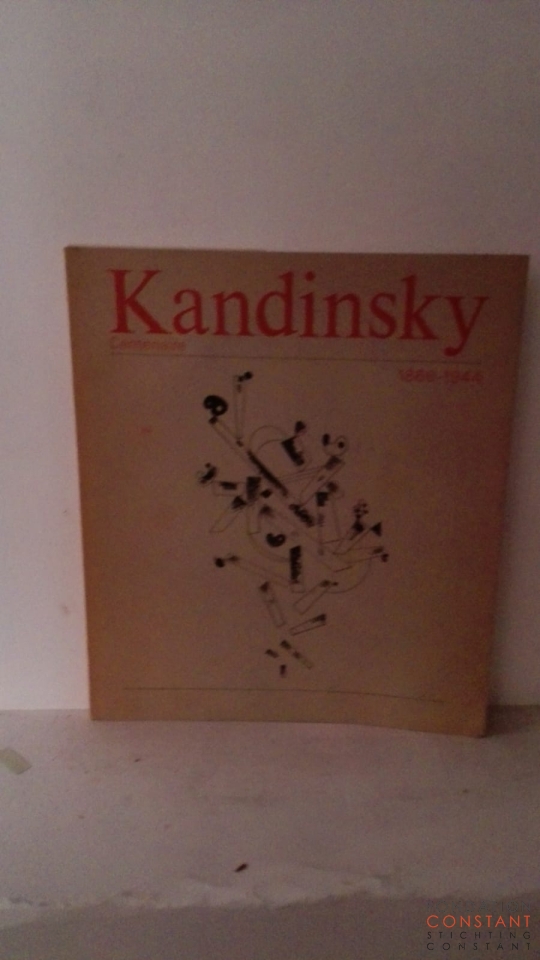 Kandinsky
Centenaire
1866-1944
CONSTANT
STICHTING
CONSTANT